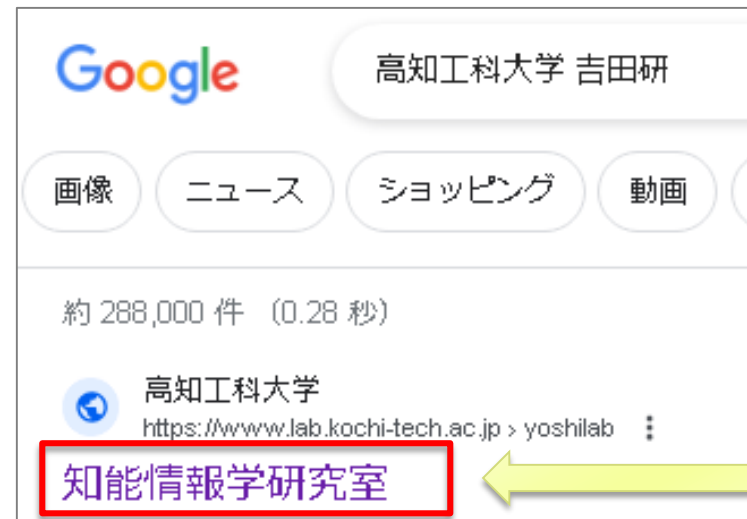 Google
高知工科大学 吉田研
画像 ニュース ショッピング 動画
約 288,000 件 （0.28 秒）
高知工科大学
https://www.lab.kochi-tech.ac.jp › yoshilab
知能情報学研究室